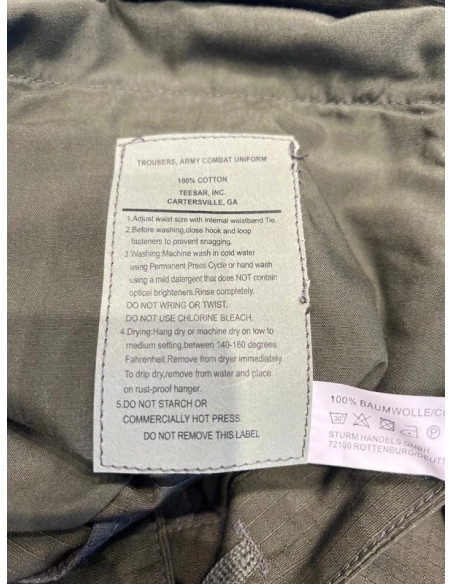 TROUSERS, ARMY COMBAT UNIFORM
100% COTTON
TEESAR, INC.
CARTERSVILLE, GA
1.Adjust waist size with internal waistband Tie.
2.Before washing,close hook and loop
fasteners to prevent snagging.
3.Washing:Machine wash in cold water
using Permanent Press Cycle or hand wash
using a mild detergent that does NOT contain
optical brighteners.Rinse completely.
DO NOT WRING OR TWIST.
DO NOT USE CHLORINE BLEACH.
4.Drying:Hang dry or machine dry on low to
medium setting,between 140-160 degrees
Fahrenheit.Remove from dryer immediately.
To drip dry,remove from water and place
on rust-proof hanger.
5.DO NOT STARCH OR
COMMERCIALLY HOT PRESS.
DO NOT REMOVE THIS LABEL
100% BAUMWOLLE/CO
30 P
STURM HANDELS GMBH
72108 ROTTENBURG/DEUTS